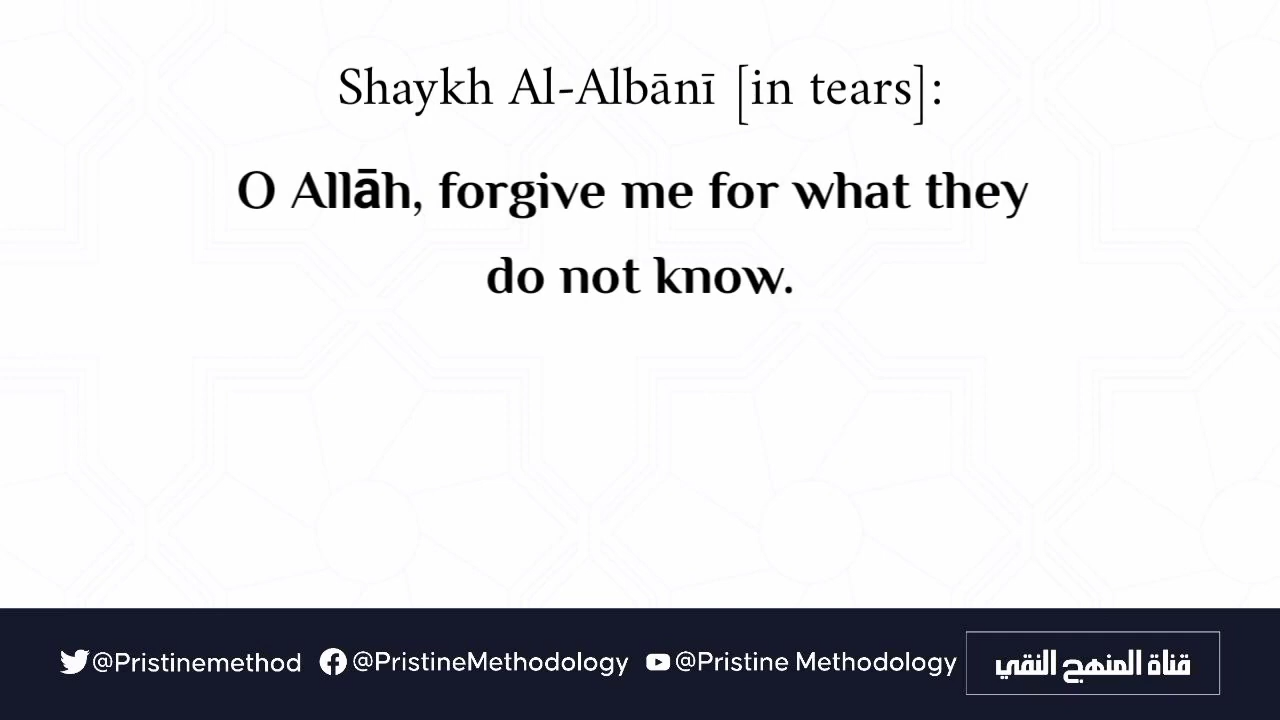 Shaykh Al-Albānī [in tears]:
O Allāh, forgive me for what they
do not know.
@Pristinemethod @PristineMethodology @Pristine Methodology قناة المنهج النقي